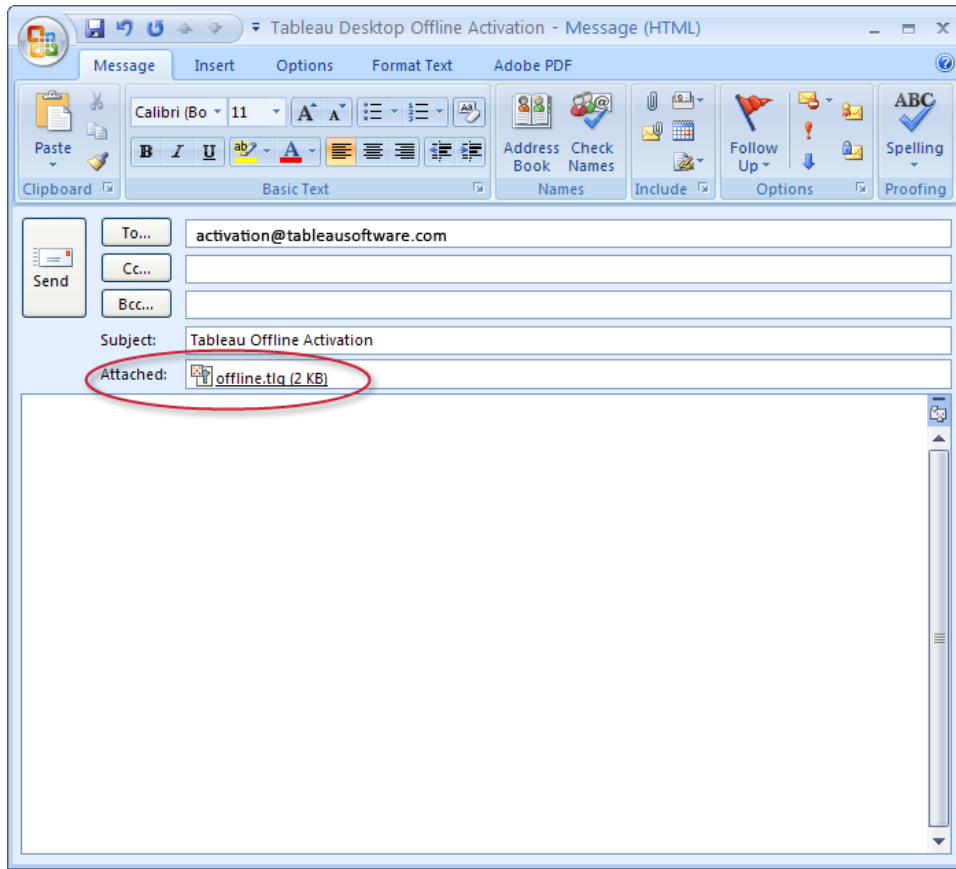 Tableau Desktop Offline Activation - Message (HTML)
Message Insert Options Format Text Adobe PDF
Calibri (Bo 11
Paste
B I U
Address Book
Check Names
Follow Up
ABC
Spelling
Clipboard Basic Text Names Include Options Proofing
To... activation@tableausoftware.com
Send
Cc...
Bcc...
Subject: Tableau Offline Activation
Attached: offline.tlq (2 KB)